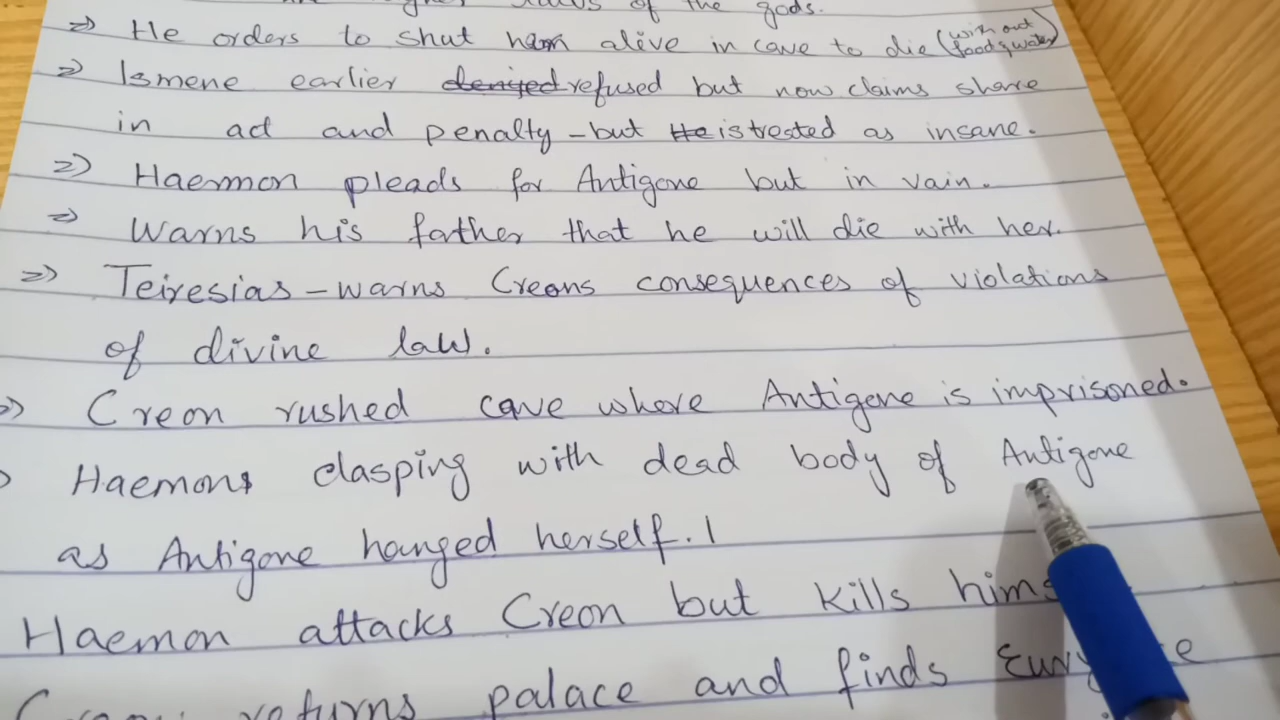 of the gods.
=> He orders to shut alive in cave to die (without food & water)
=> Ismene earlier denied refused but now claims share
in act and penalty - but He is trested as insane.
=> Haemon pleads for Antigone but in vain.
=> Warns his father that he will die with her.
=> Teiresias - warns Creons consequences of violations
of divine law.
=> Creon rushed cave where Antigone is imprisoned.
Haemons clasping with dead body of Antigone
as Antigone hanged herself. I
Haemon attacks Creon but kills
returns palace and finds